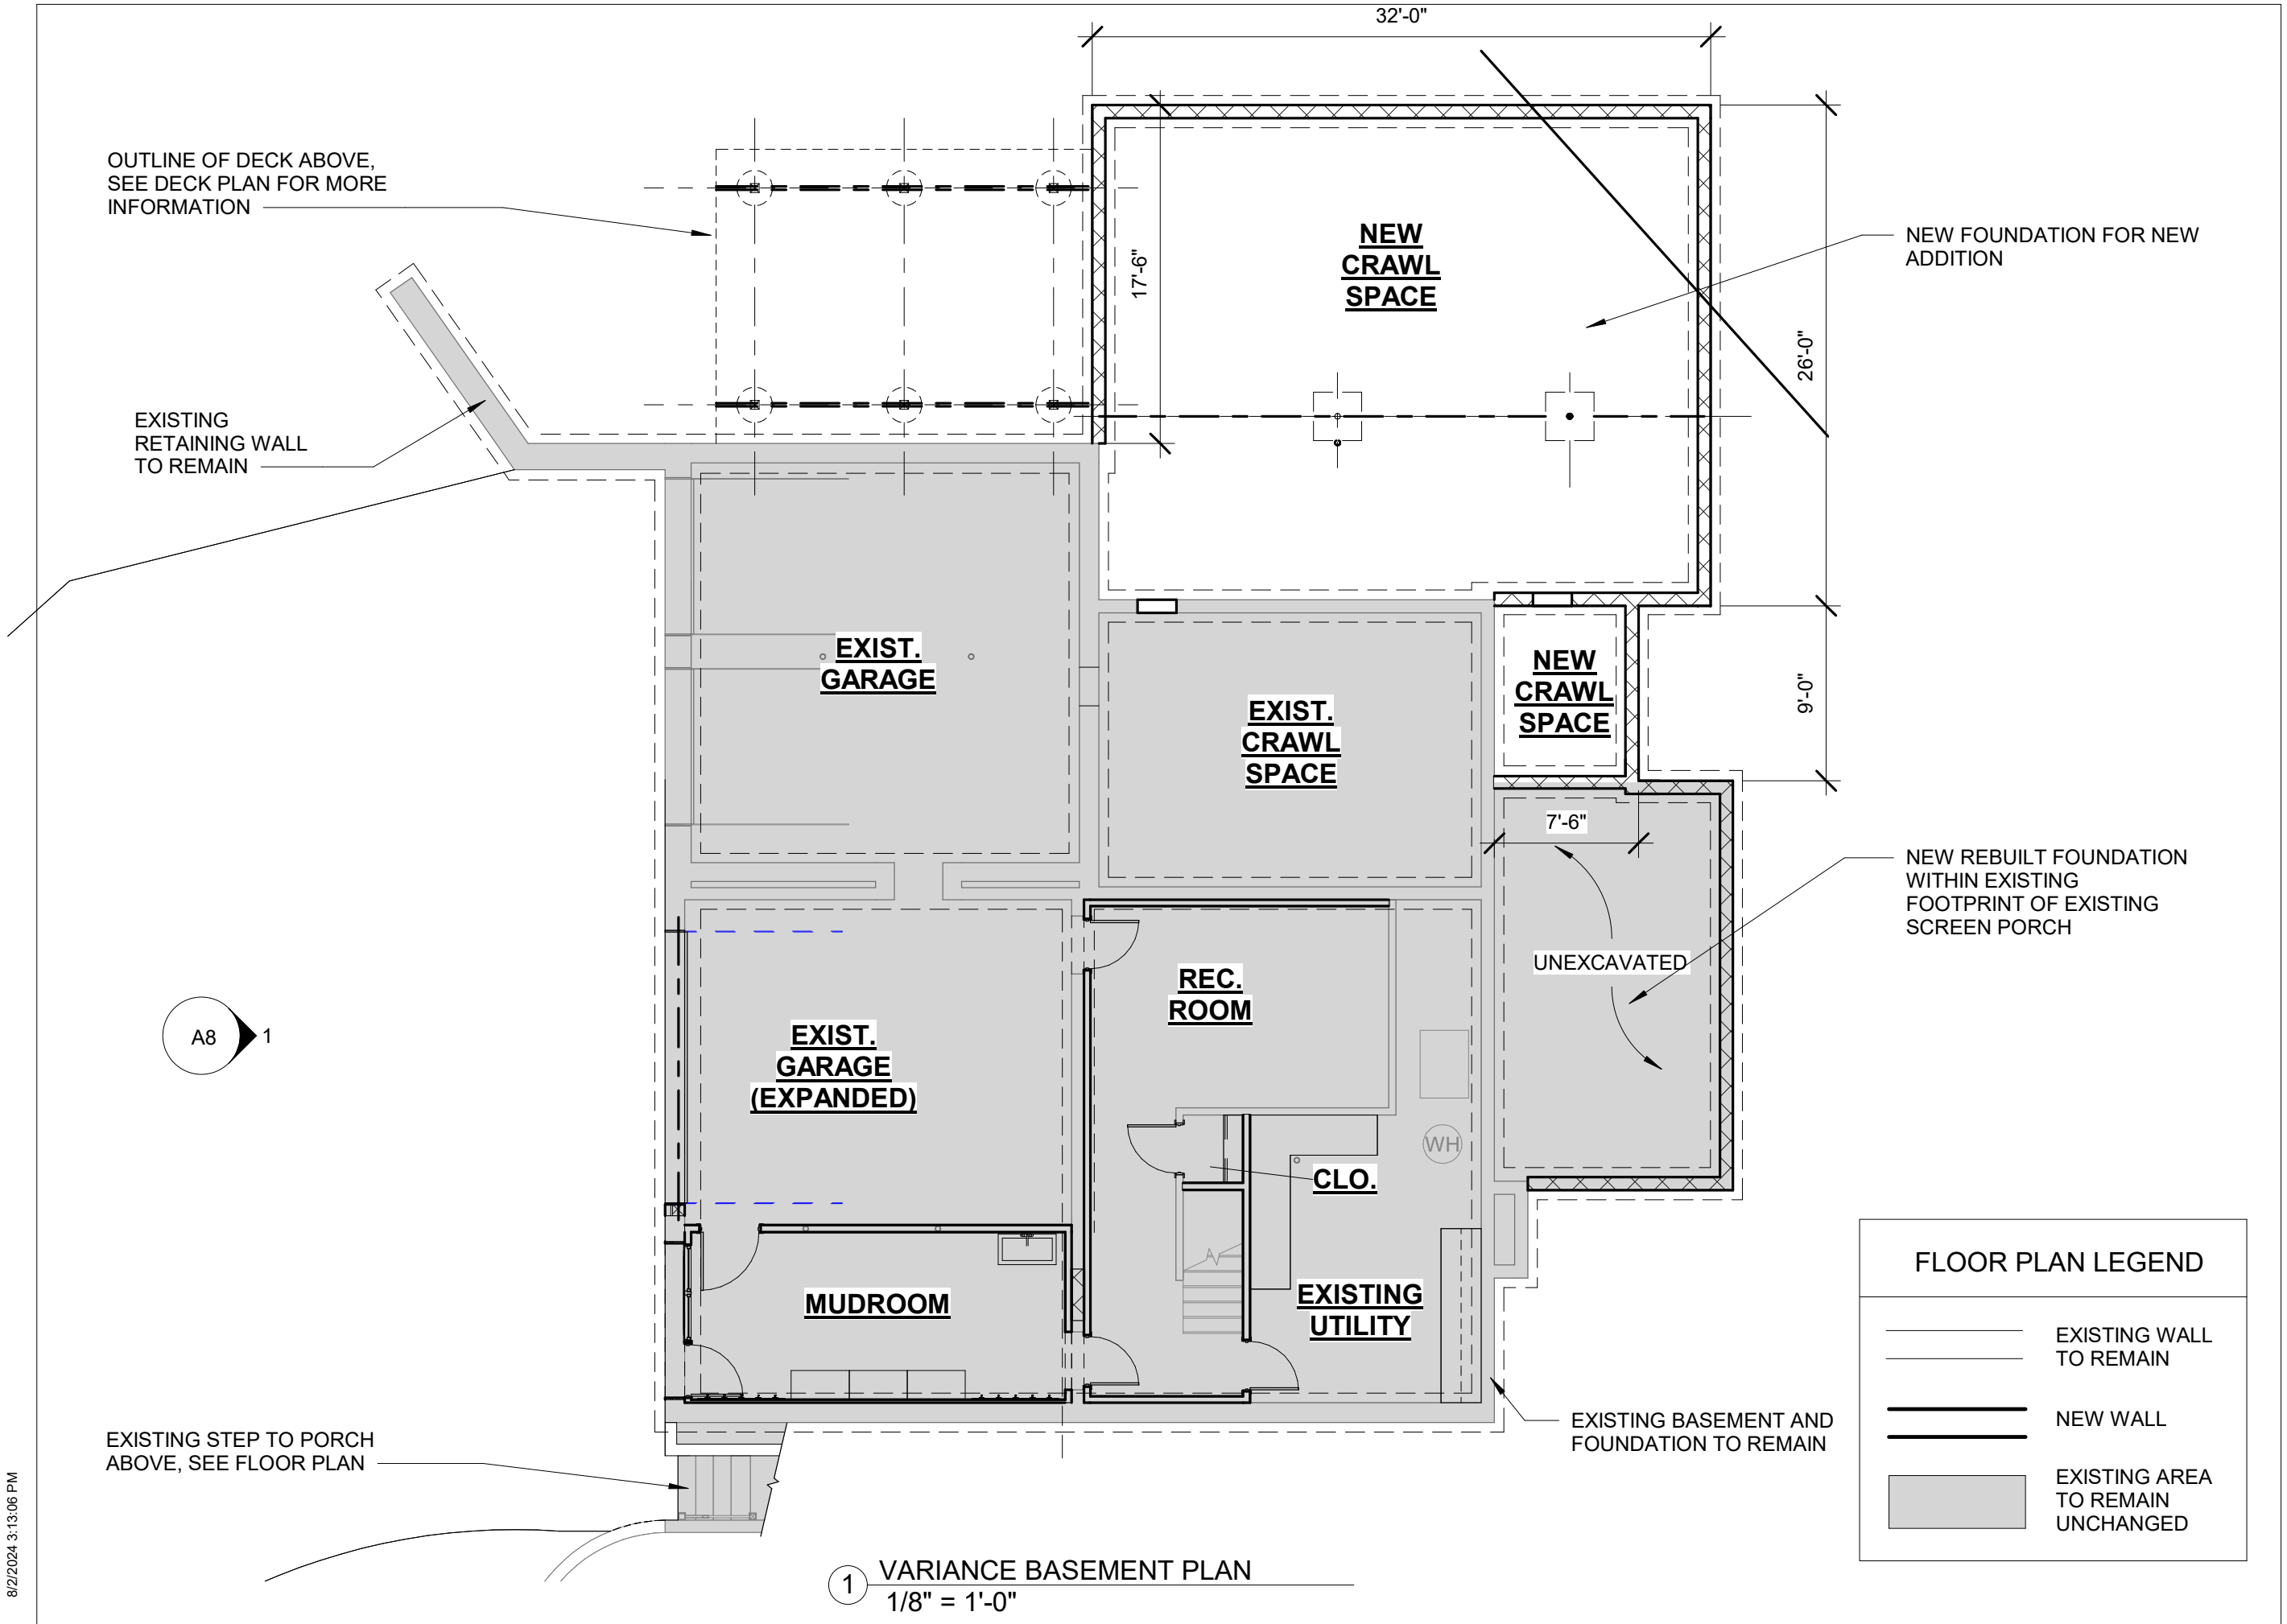 32'-0"
OUTLINE OF DECK ABOVE,
SEE DECK PLAN FOR MORE
INFORMATION
17'-6"
NEW
CRAWL
SPACE
NEW FOUNDATION FOR NEW
ADDITION
26'-0"
EXISTING
RETAINING WALL
TO REMAIN
EXIST.
GARAGE
EXIST.
CRAWL
SPACE
NEW
CRAWL
SPACE
9'-0"
7'-6"
NEW REBUILT FOUNDATION
WITHIN EXISTING
FOOTPRINT OF EXISTING
SCREEN PORCH
UNEXCAVATED
REC.
ROOM
A8
1
EXIST.
GARAGE
(EXPANDED)
WH
CLO.
MUDROOM
EXISTING
UTILITY
FLOOR PLAN LEGEND
EXISTING WALL
TO REMAIN
NEW WALL
EXISTING AREA
TO REMAIN
UNCHANGED
EXISTING BASEMENT AND
FOUNDATION TO REMAIN
EXISTING STEP TO PORCH
ABOVE, SEE FLOOR PLAN
8/2/2024 3:13:06 PM
1
VARIANCE BASEMENT PLAN
1/8" = 1'-0"